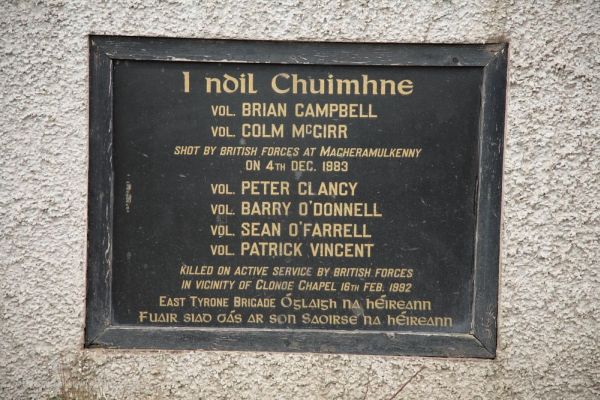 I ndil Chuimhne
VOL. BRIAN CAMPBELL
VOL. COLM McGIRR
SHOT BY BRITISH FORCES AT MAGHERAMULKENNY
ON 4TH DEC. 1983
VOL. PETER CLANCY
VOL. BARRY O'DONNELL
VOL. SEAN O'FARRELL
VOL. PATRICK VINCENT
KILLED ON ACTIVE SERVICE BY BRITISH FORCES
IN VICINITY OF CLONOE CHAPEL 16TH FEB. 1992
EAST TYRONE BRIGADE Óglaigh na hÉireann
Fuair siad bás ar son Saoirse na hÉireann